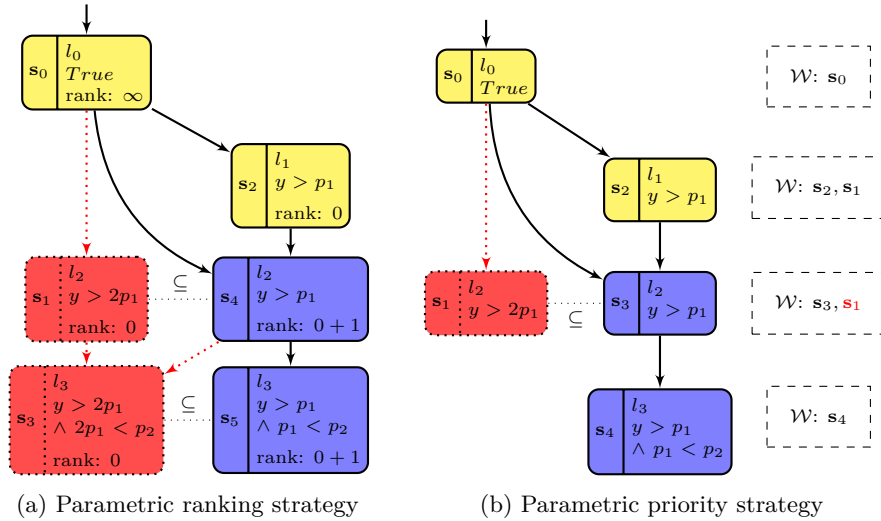 s₀
l₀
True
rank: ∞
s₂
l₁
y > p₁
rank: 0
s₁
l₂
y > 2p₁
rank: 0
⊆
s₄
l₂
y > p₁
rank: 0 + 1
s₃
l₃
y > 2p₁
∧ 2p₁ < p₂
rank: 0
⊆
s₅
l₃
y > p₁
∧ p₁ < p₂
rank: 0 + 1
(a) Parametric ranking strategy
s₀
l₀
True
s₂
l₁
y > p₁
s₁
l₂
y > 2p₁
⊆
s₃
l₂
y > p₁
s₄
l₃
y > p₁
∧ p₁ < p₂
𝒲: s₀
𝒲: s₂, s₁
𝒲: s₃, s₁
𝒲: s₄
(b) Parametric priority strategy